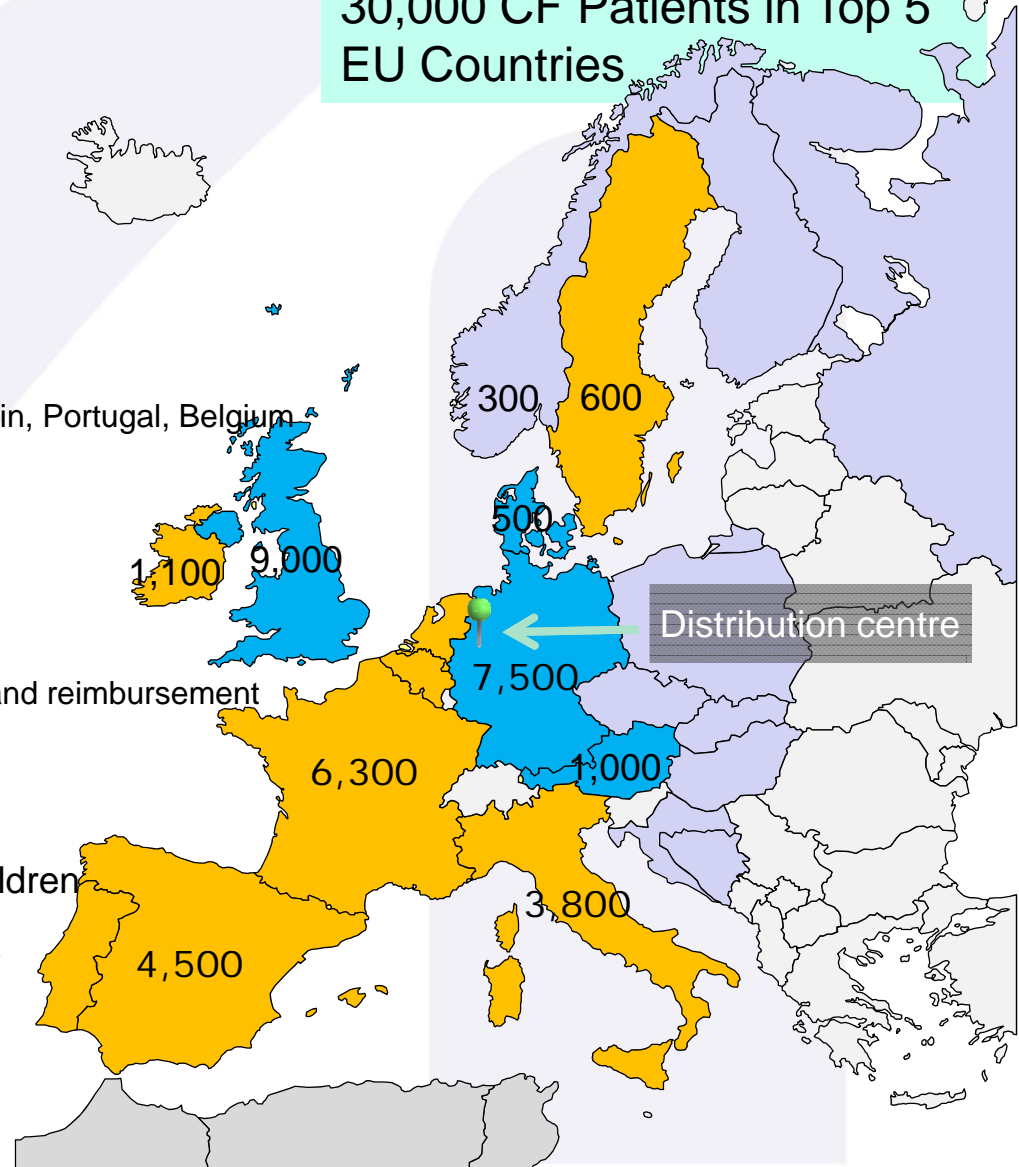 30,000 CF Patients in Top 5
EU Countries
300
600
in, Portugal, Belgium
500
1,100
9,000
Distribution centre
7,500
and reimbursement
6,300
1,000
ldren
3,800
4,500